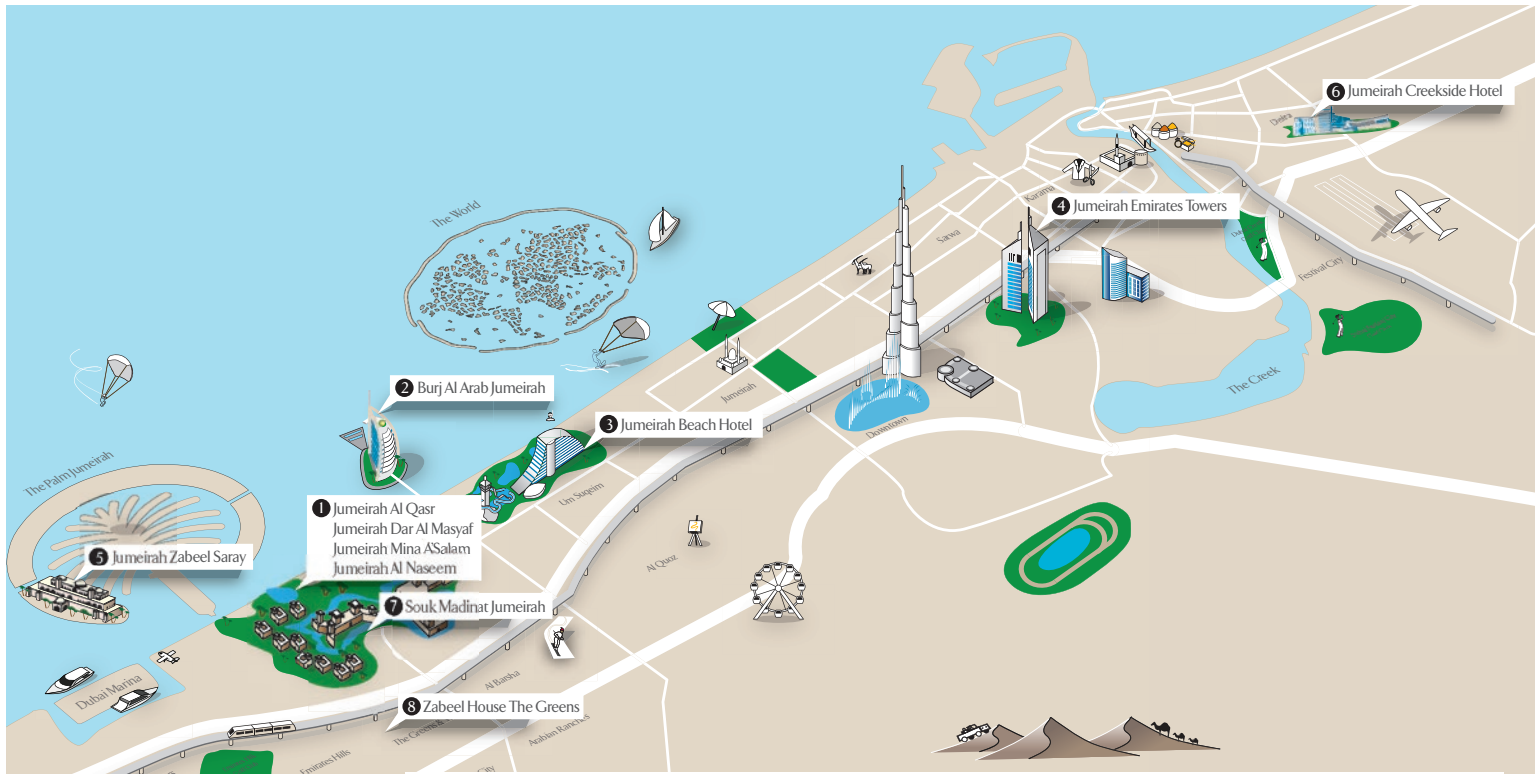 6 Jumeirah Creekside Hotel
Deira
Karama
4 Jumeirah Emirates Towers
The World
Satwa
Festival City
The Creek
2 Burj Al Arab Jumeirah
Jumeirah
3 Jumeirah Beach Hotel
Downtown
The Palm Jumeirah
Um Suqeim
1 Jumeirah Al Qasr
Jumeirah Dar Al Masyaf
Jumeirah Mina A'Salam
Jumeirah Al Naseem
5 Jumeirah Zabeel Saray
Al Quoz
7 Souk Madinat Jumeirah
Dubai Marina
Al Barsha
8 Zabeel House The Greens
The Greens &
Arabian Ranches
Emirates Hills
City